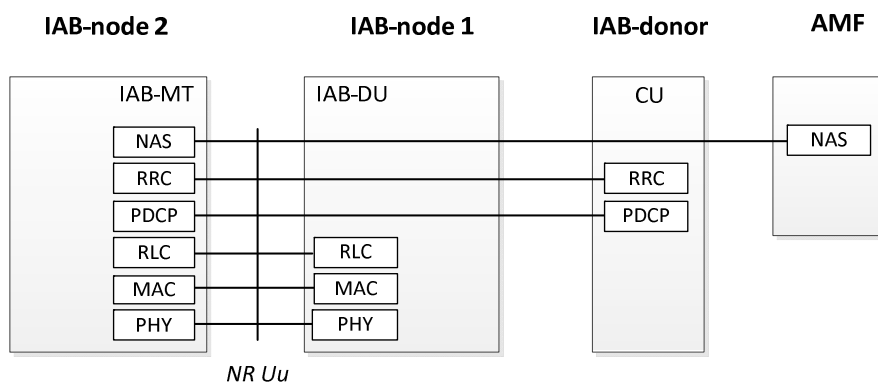 IAB-node 2 IAB-node 1 IAB-donor AMF
IAB-MT IAB-DU CU
NAS NAS
RRC RRC
PDCP PDCP
RLC RLC
MAC MAC
PHY PHY
NR Uu